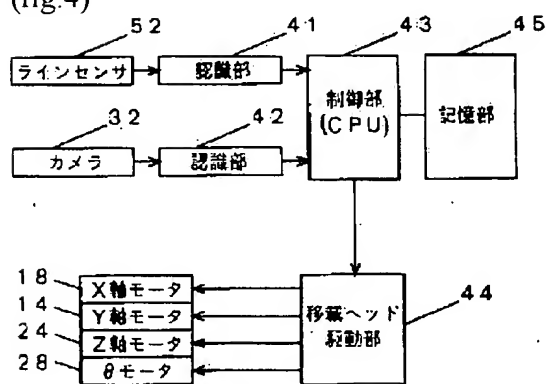 (fig.4)
52 41 43 45
ラインセンサ 認識部
制御部
(CPU)
記憶部
32 42
カメラ 認識部
18 X軸モータ
14 Y軸モータ
24 Z軸モータ
28 θモータ
移載ヘッド
駆動部
44